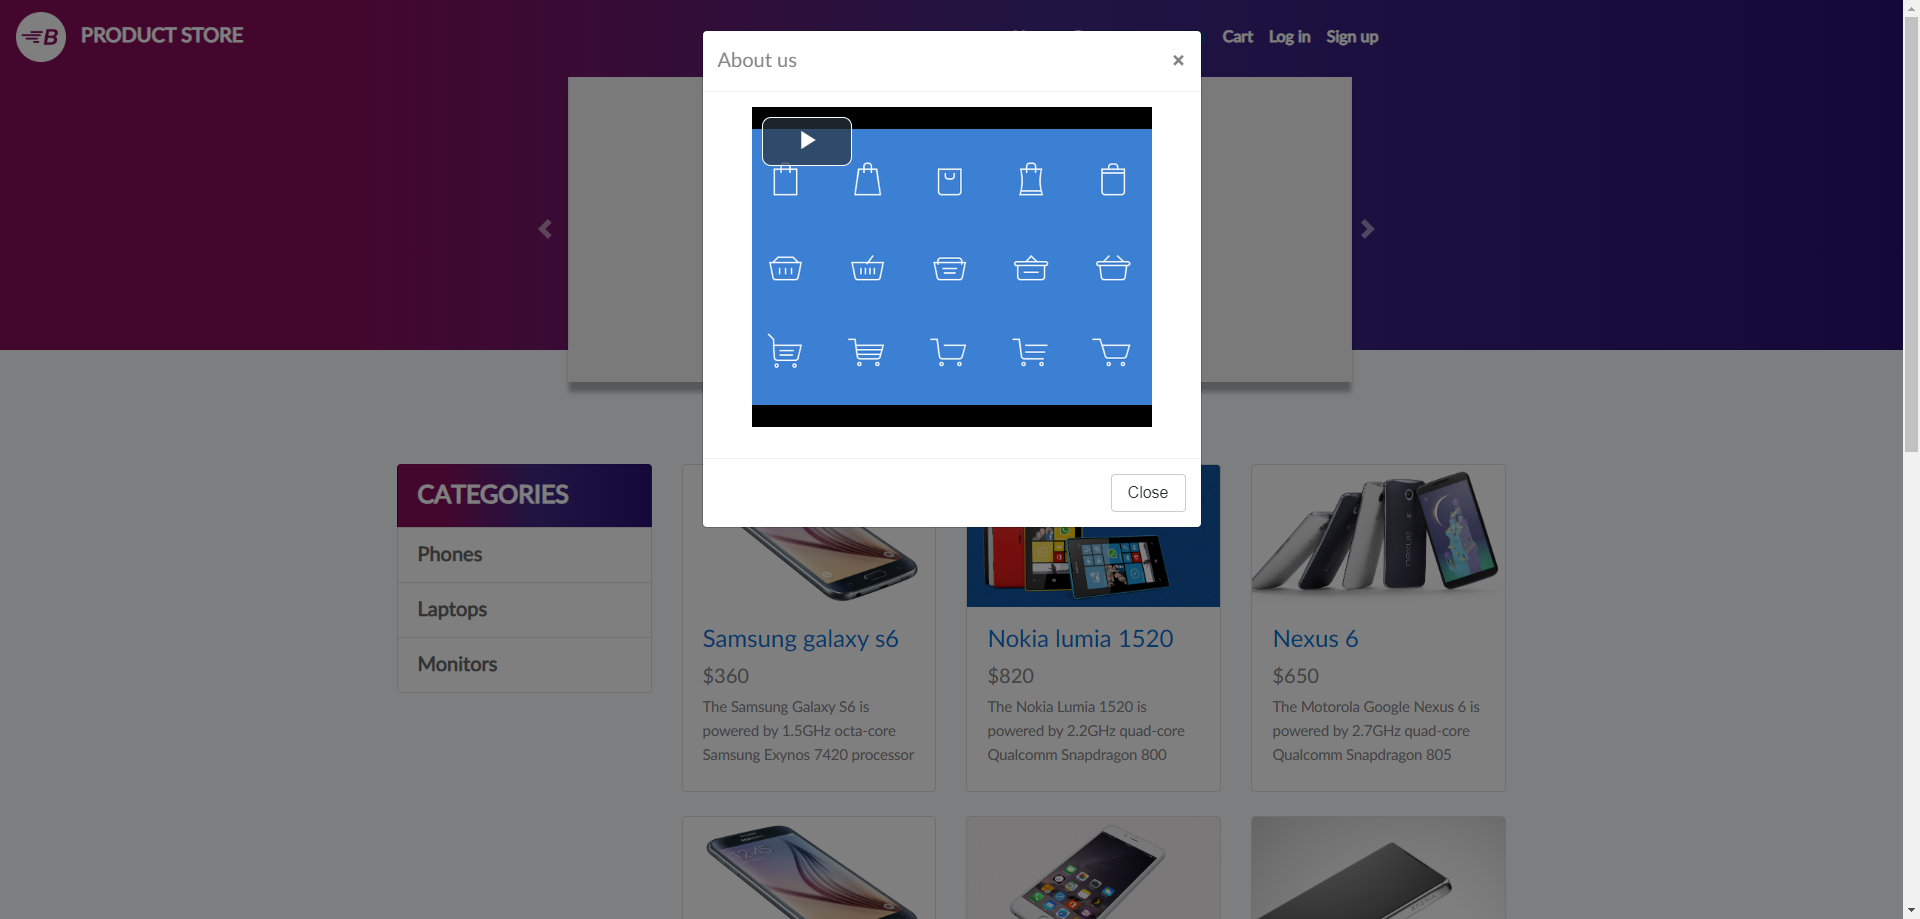 PRODUCT STORE
Cart
Log in
Sign up
About us
×
Close
CATEGORIES
Phones
Laptops
Monitors
Samsung galaxy s6
$360
The Samsung Galaxy S6 is
powered by 1.5GHz octa-core
Samsung Exynos 7420 processor
Nokia lumia 1520
$820
The Nokia Lumia 1520 is
powered by 2.2GHz quad-core
Qualcomm Snapdragon 800
Nexus 6
$650
The Motorola Google Nexus 6 is
powered by 2.7GHz quad-core
Qualcomm Snapdragon 805